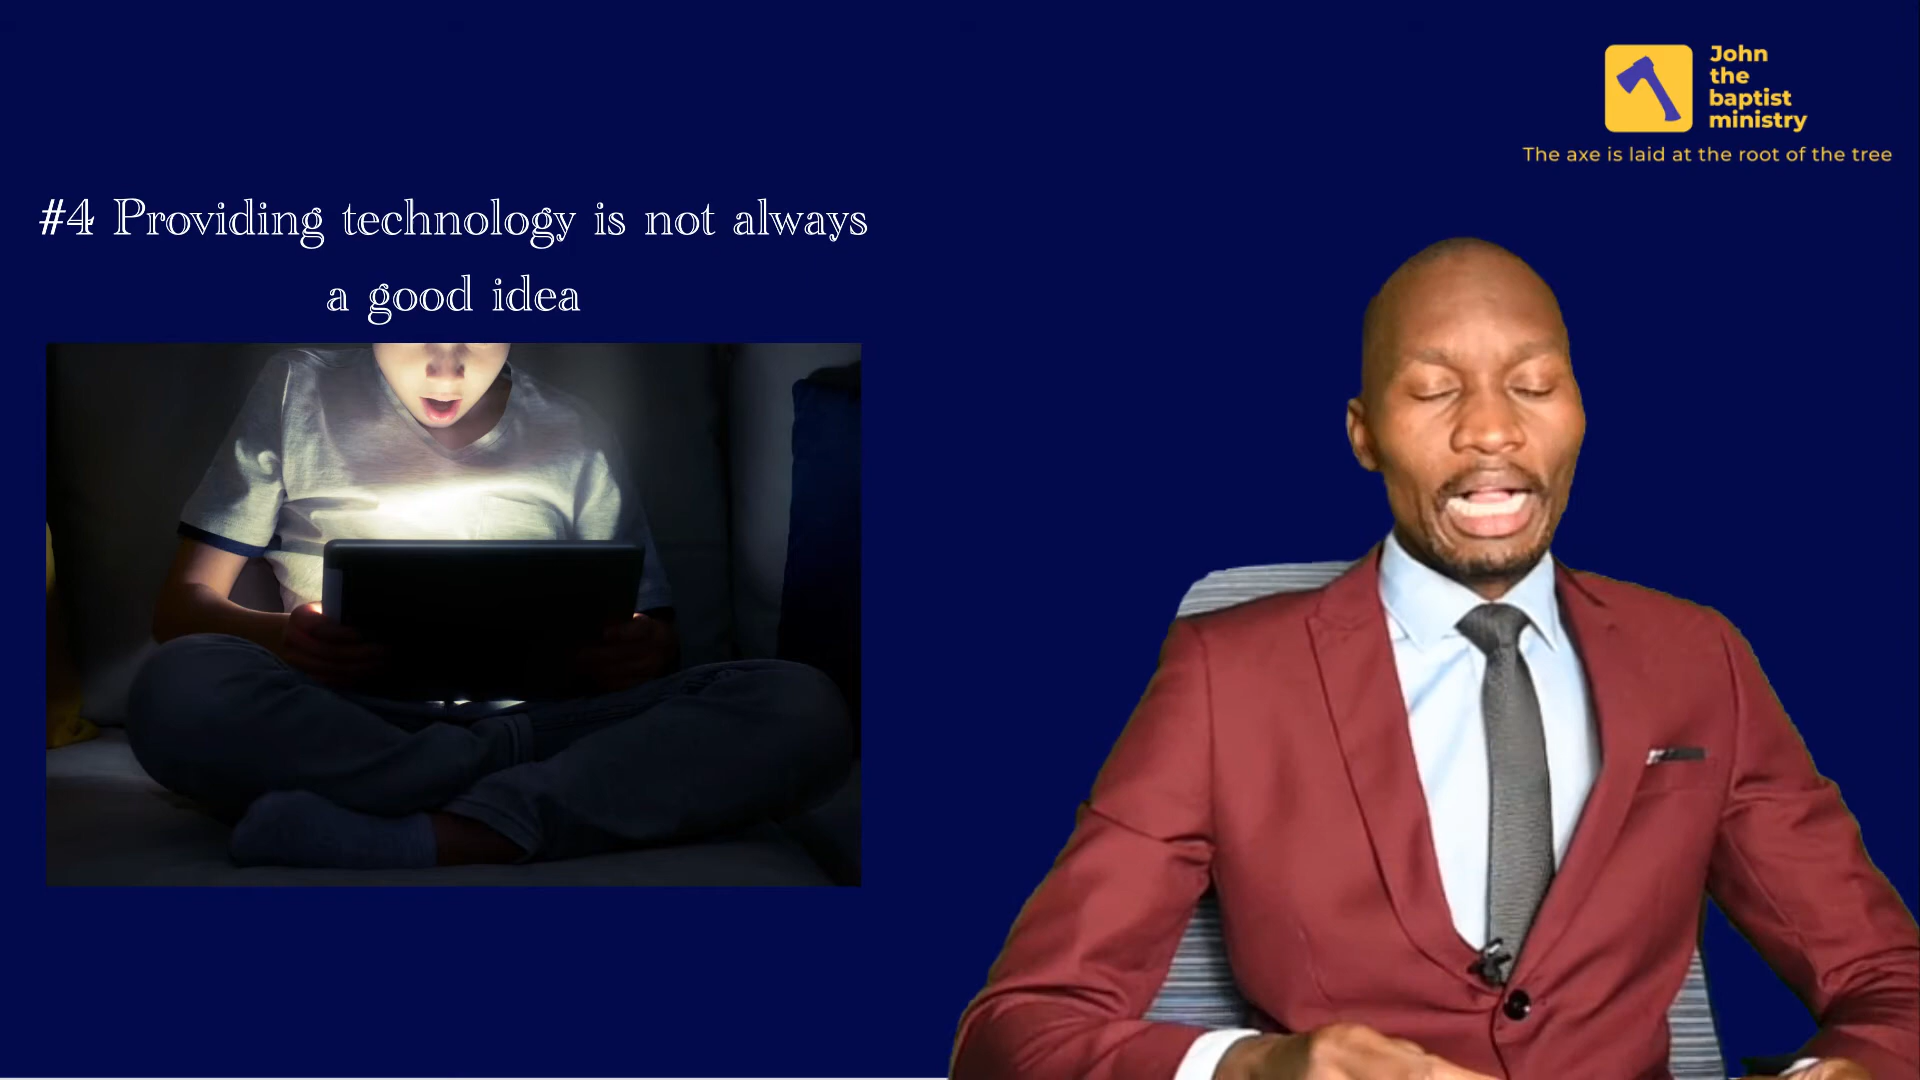 John
the
baptist
ministry
The axe is laid at the root of the tree
#4 Providing technology is not always
a good idea